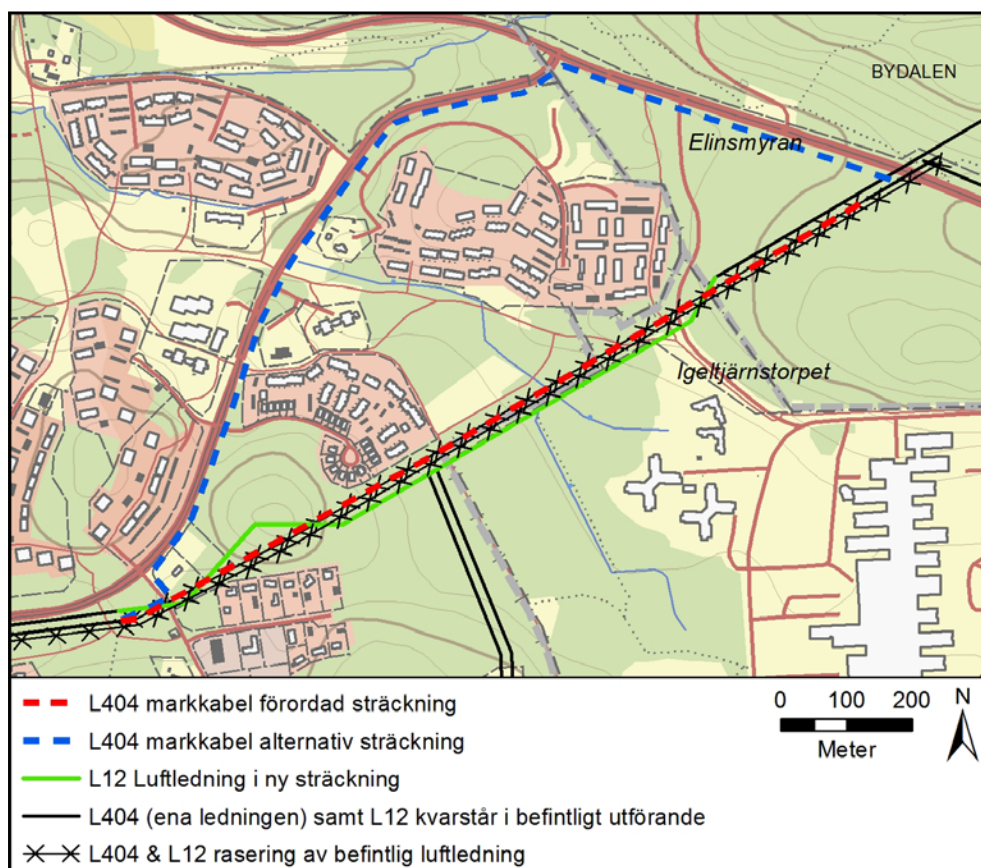 BYDALEN
Elinsmyran
Igeltjärnstorpet
L404 markkabel förordad sträckning
L404 markkabel alternativ sträckning
L12 Luftledning i ny sträckning
L404 (ena ledningen) samt L12 kvarstår i befintligt utförande
L404 & L12 rasering av befintlig luftledning
0 100 200
Meter
N